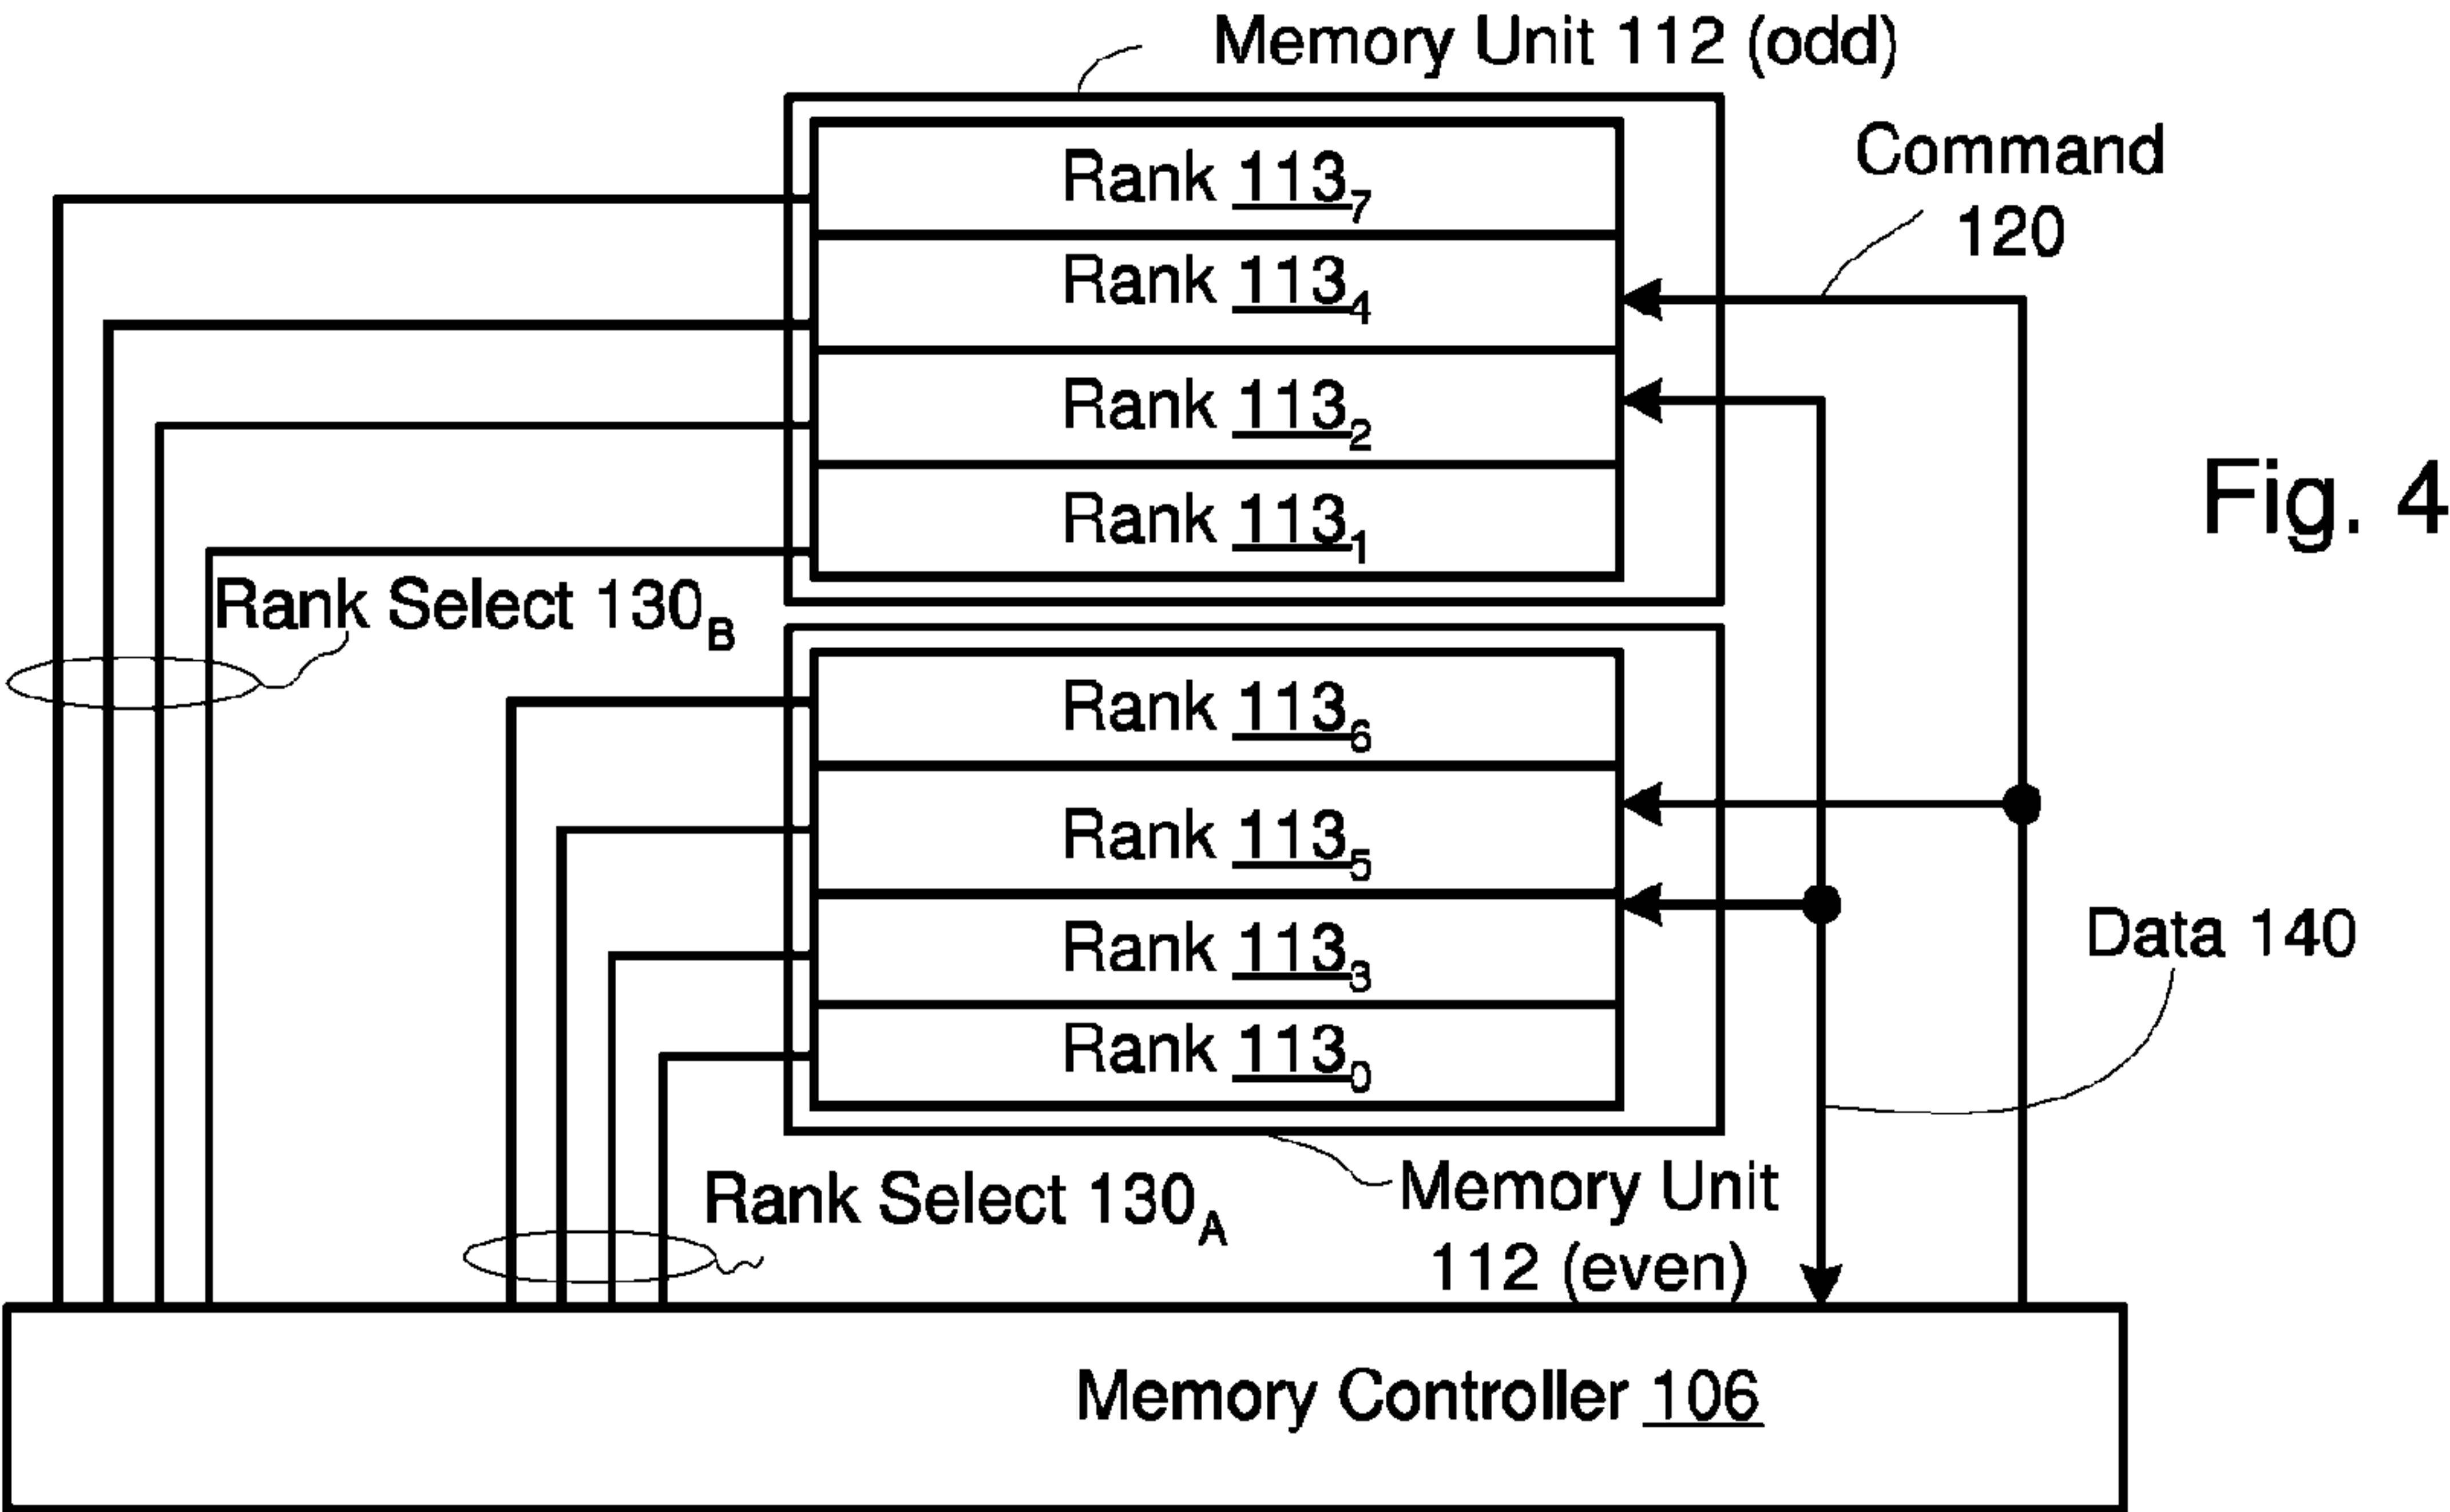 Memory Unit 112 (odd)
Command
120
Rank 113₇
Rank 113₄
Rank 113₂
Rank 113₁
Fig. 4
Rank Select 130_B
Rank 113₆
Rank 113₅
Rank 113₃
Rank 113₀
Data 140
Rank Select 130_A
Memory Unit
112 (even)
Memory Controller 106